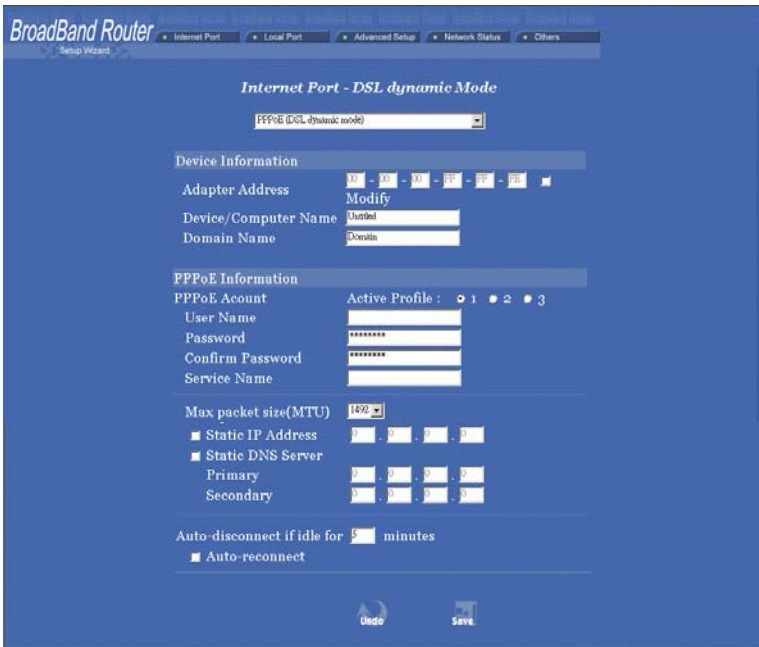 BroadBand Router
Setup Wizard
Internet Port
Local Port
Advanced Setup
Network Status
Others
Internet Port - DSL dynamic Mode
PPPoE (DSL dynamic mode)
Device Information
Adapter Address 00 - 00 - 00 - FF - FF - FE
Modify
Device/Computer Name Untitled
Domain Name Domain
PPPoE Information
PPPoE Acount Active Profile : 1 2 3
User Name
Password ********
Confirm Password ********
Service Name
Max packet size(MTU) 1492
Static IP Address 0 . 0 . 0 . 0
Static DNS Server
Primary 0 . 0 . 0 . 0
Secondary 0 . 0 . 0 . 0
Auto-disconnect if idle for 5 minutes
Auto-reconnect
Undo Save